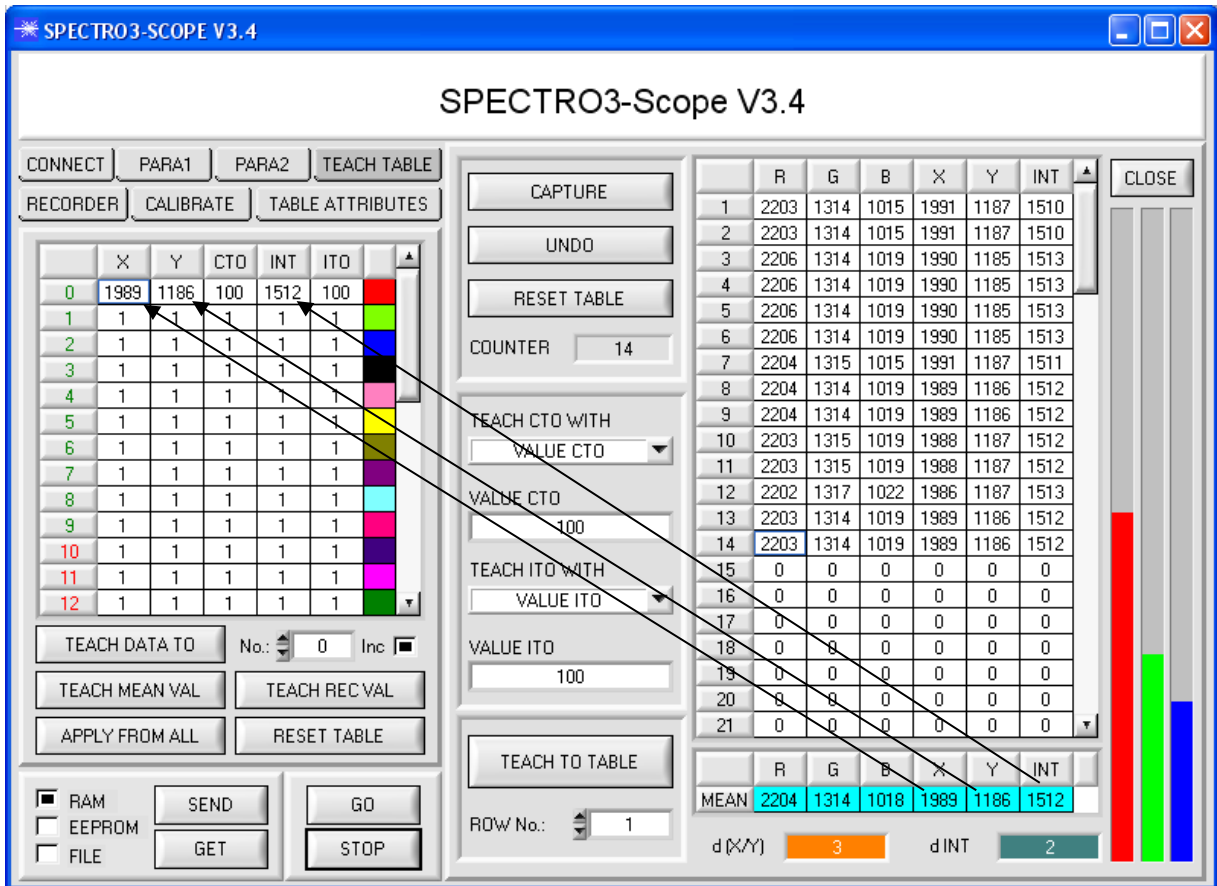 SPECTRO3-SCOPE V3.4
SPECTRO3-Scope V3.4
CONNECT PARA1 PARA2 TEACH TABLE
RECORDER CALIBRATE TABLE ATTRIBUTES
X Y CTO INT ITO
0 1989 1186 100 1512 100
1 1 1 1 1 1
2 1 1 1 1 1
3 1 1 1 1 1
4 1 1 1 1 1
5 1 1 1 1 1
6 1 1 1 1 1
7 1 1 1 1 1
8 1 1 1 1 1
9 1 1 1 1 1
10 1 1 1 1 1
11 1 1 1 1 1
12 1 1 1 1 1
TEACH DATA TO No.: 0 Inc
TEACH MEAN VAL TEACH REC VAL
APPLY FROM ALL RESET TABLE
RAM
EEPROM
FILE
SEND
GET
GO
STOP
CAPTURE
UNDO
RESET TABLE
COUNTER 14
TEACH CTO WITH
VALUE CTO
VALUE CTO
100
TEACH ITO WITH
VALUE ITO
VALUE ITO
100
TEACH TO TABLE
ROW No.: 1
R G B X Y INT
1 2203 1314 1015 1991 1187 1510
2 2203 1314 1015 1991 1187 1510
3 2206 1314 1019 1990 1185 1513
4 2206 1314 1019 1990 1185 1513
5 2206 1314 1019 1990 1185 1513
6 2206 1314 1019 1990 1185 1513
7 2204 1315 1015 1991 1187 1511
8 2204 1314 1019 1989 1186 1512
9 2204 1314 1019 1989 1186 1512
10 2203 1315 1019 1988 1187 1512
11 2203 1315 1019 1988 1187 1512
12 2202 1317 1022 1986 1187 1513
13 2203 1314 1019 1989 1186 1512
14 2203 1314 1019 1989 1186 1512
15 0 0 0 0 0 0
16 0 0 0 0 0 0
17 0 0 0 0 0 0
18 0 0 0 0 0 0
19 0 0 0 0 0 0
20 0 0 0 0 0 0
21 0 0 0 0 0 0
R G B X Y INT
MEAN 2204 1314 1018 1989 1186 1512
d (X/Y) 3 d INT 2
CLOSE